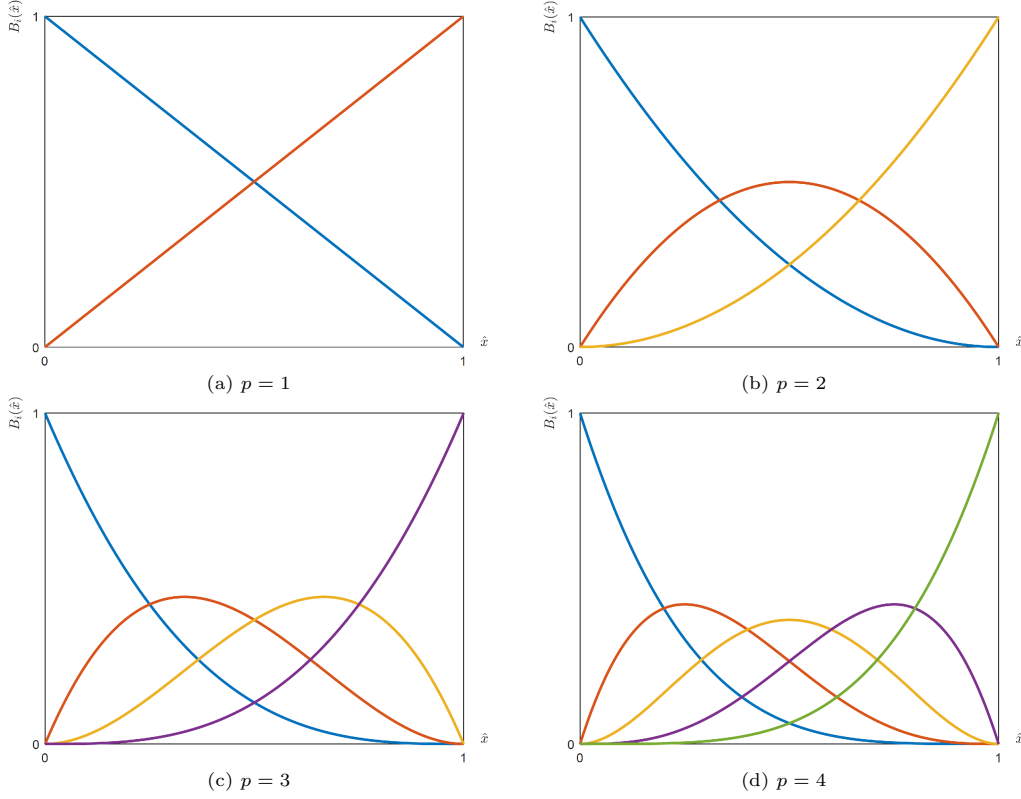 B_i(x̂)
1
0
0
1
x̂
(a) p = 1
B_i(x̂)
1
0
0
1
x̂
(b) p = 2
B_i(x̂)
1
0
0
1
x̂
(c) p = 3
B_i(x̂)
1
0
0
1
x̂
(d) p = 4